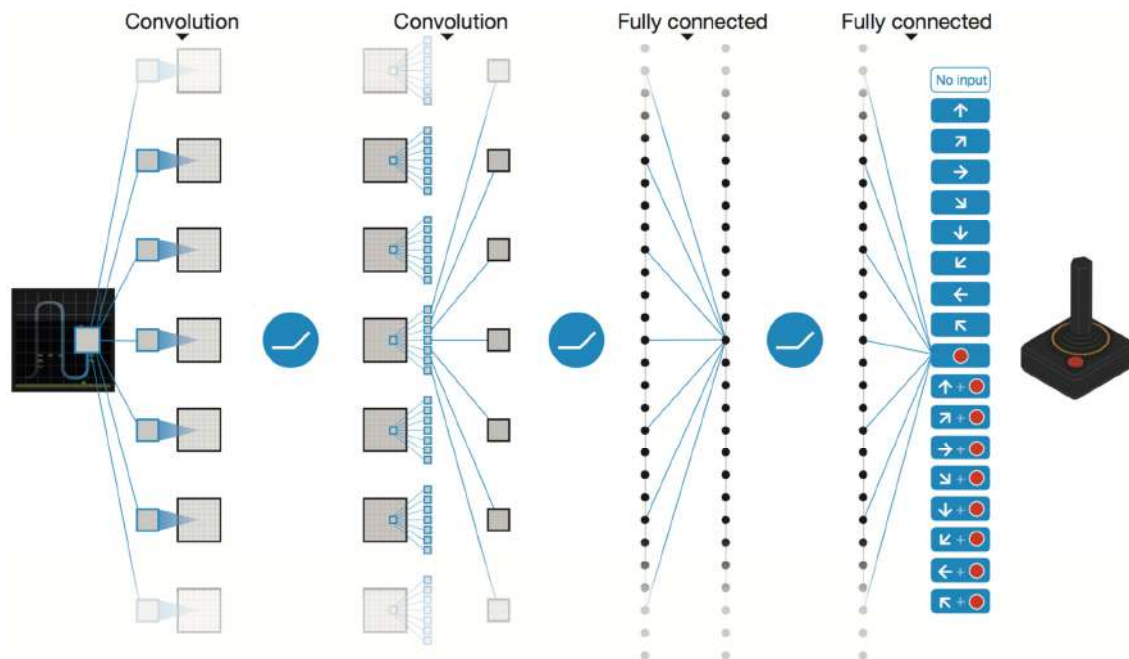 Convolution
Convolution
Fully connected
Fully connected
No input
+
+
+
+
+
+
+
+